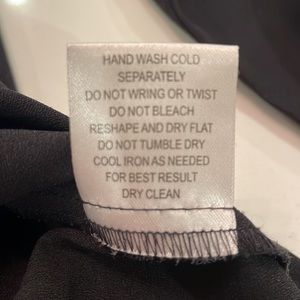 HAND WASH COLD
SEPARATELY
DO NOT WRING OR TWIST
DO NOT BLEACH
RESHAPE AND DRY FLAT
DO NOT TUMBLE DRY
COOL IRON AS NEEDED
FOR BEST RESULT
DRY CLEAN